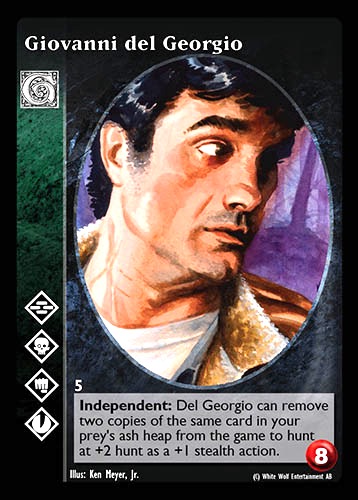 Giovanni del Georgio
5
Independent: Del Georgio can remove
two copies of the same card in your
prey's ash heap from the game to hunt
at +2 hunt as a +1 stealth action.
8
Illus: Ken Meyer, Jr.
(C) White Wolf Entertainment AB